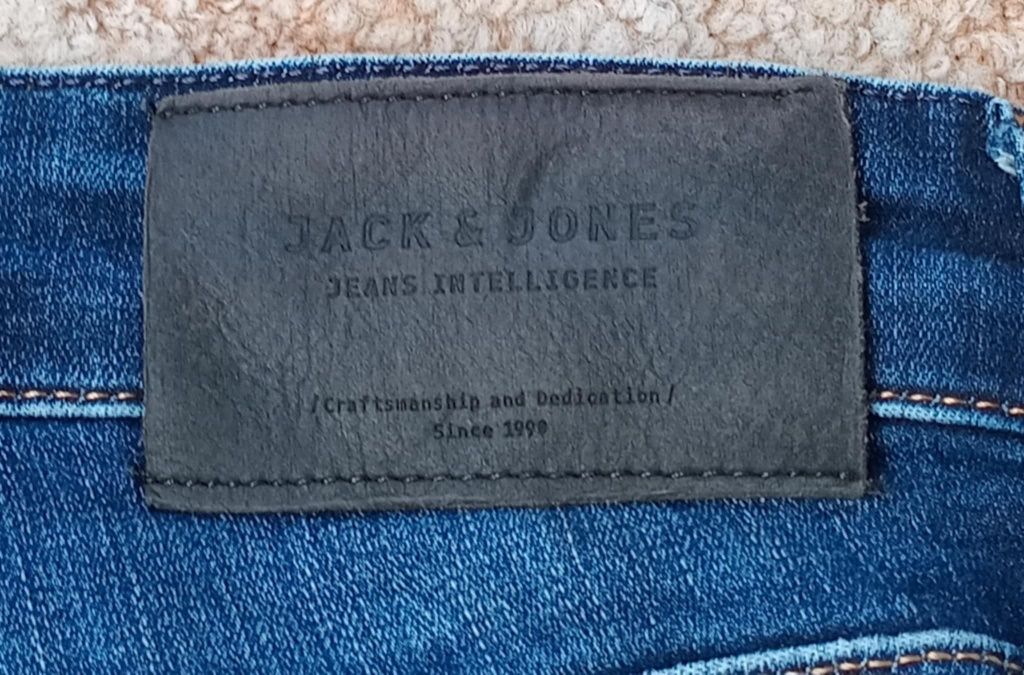 JACK & JONES
JEANS INTELLIGENCE
/Craftsmanship and Dedication/
Since 1990